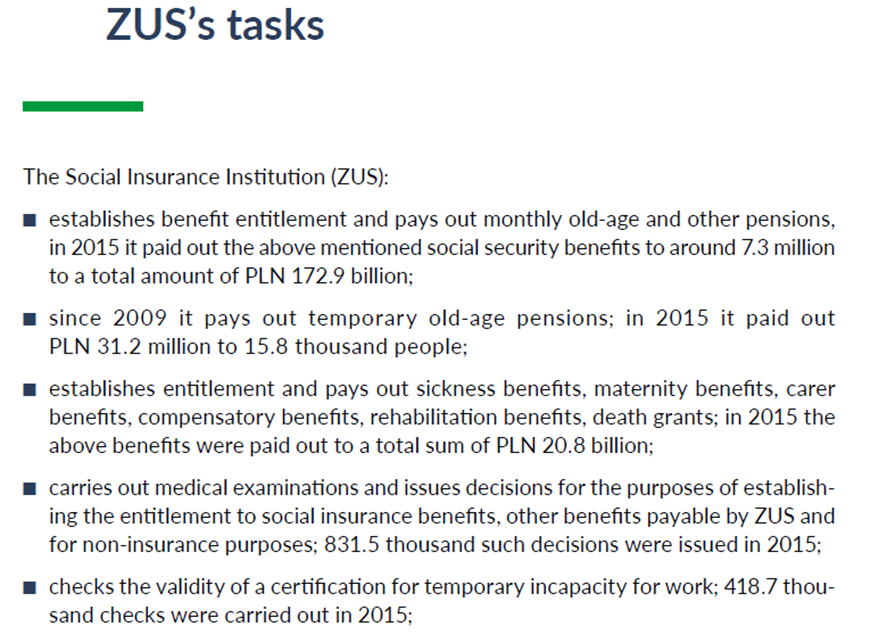 ZUS’s tasks
The Social Insurance Institution (ZUS):
■ establishes benefit entitlement and pays out monthly old-age and other pensions,
in 2015 it paid out the above mentioned social security benefits to around 7.3 million
to a total amount of PLN 172.9 billion;
■ since 2009 it pays out temporary old-age pensions; in 2015 it paid out
PLN 31.2 million to 15.8 thousand people;
■ establishes entitlement and pays out sickness benefits, maternity benefits, carer
benefits, compensatory benefits, rehabilitation benefits, death grants; in 2015 the
above benefits were paid out to a total sum of PLN 20.8 billion;
■ carries out medical examinations and issues decisions for the purposes of establish-
ing the entitlement to social insurance benefits, other benefits payable by ZUS and
for non-insurance purposes; 831.5 thousand such decisions were issued in 2015;
■ checks the validity of a certification for temporary incapacity for work; 418.7 thou-
sand checks were carried out in 2015;